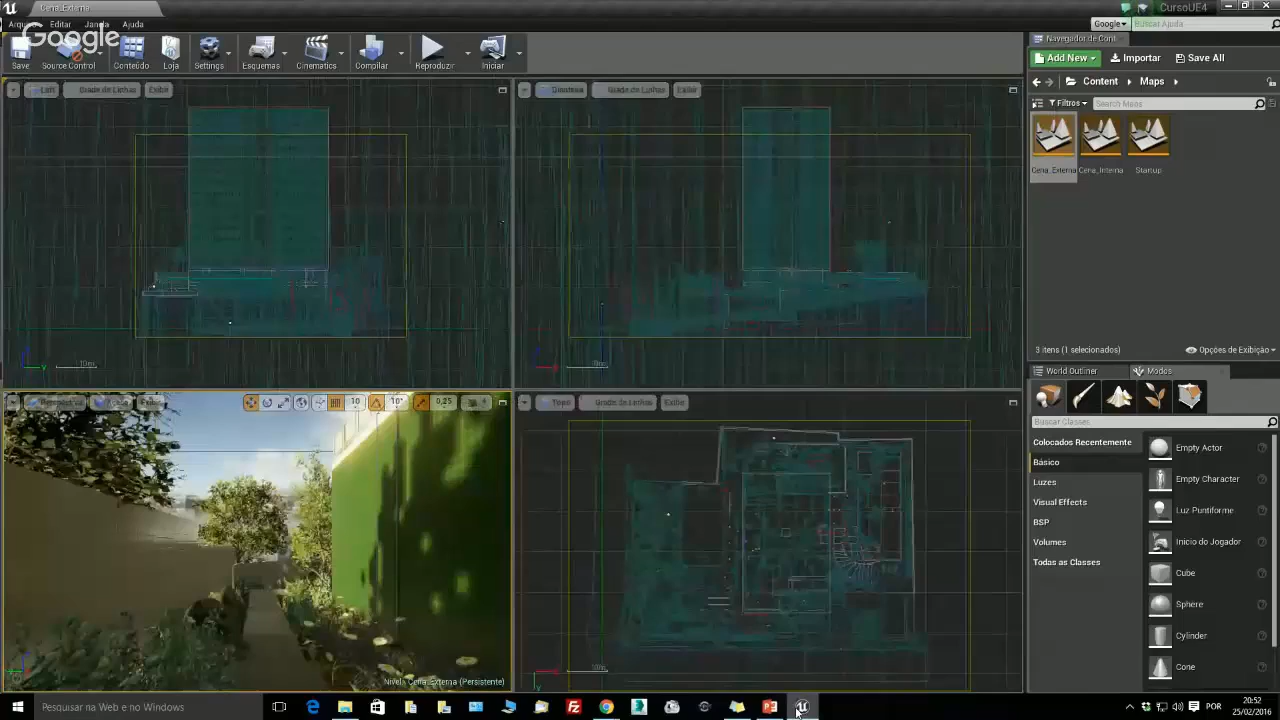 Cena_Externa
CursoUE4
Editar Janela Ajuda
Google
Google
Buscar Ajuda
Save
Source Control
Conteúdo
Loja
Settings
Esquemas
Cinematics
Compilar
Reproduzir
Iniciar
Navegador de Cont
Add New
Importar
Save All
Content
Maps
Filtros
Search Maps
Cena_Externa
Cena_Interna
Startup
Left
Grade de Linhas
Exibir
Grade de Linhas
Exibir
3 itens (1 selecionados)
Opções de Exibição
World Outliner
Modos
Buscar Classes
Colocados Recentemente
Básico
Luzes
Visual Effects
BSP
Volumes
Todas as Classes
Empty Actor
Empty Character
Luz Puntiforme
Inicio do Jogador
Cube
Sphere
Cylinder
Cone
10
10°
0,25
Topo
Grade de Linhas
Exibir
Nível: Cena_Externa (Persistente)
Pesquisar na Web e no Windows
POR
20:52
25/02/2016